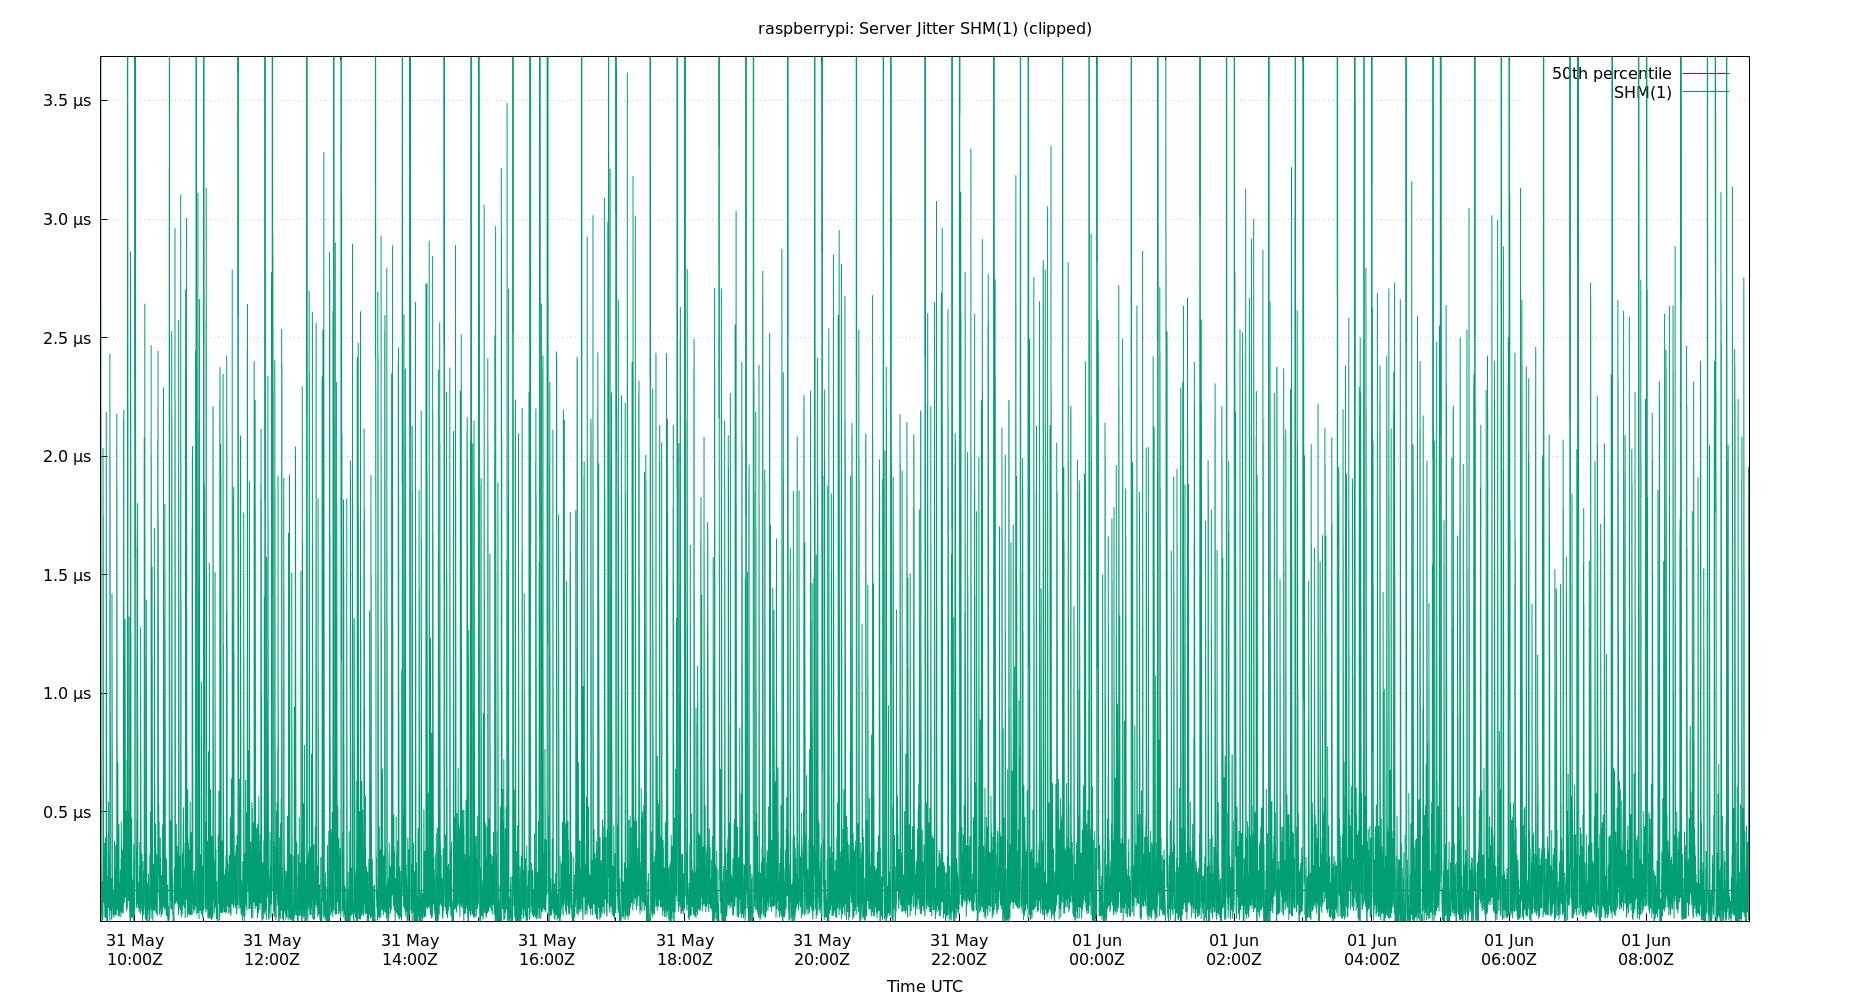 raspberrypi: Server Jitter SHM(1) (clipped)
50th percentile
SHM(1)
3.5 µs
3.0 µs
2.5 µs
2.0 µs
1.5 µs
1.0 µs
0.5 µs
31 May 31 May 31 May 31 May 31 May 31 May 31 May 01 Jun 01 Jun 01 Jun 01 Jun 01 Jun
10:00Z 12:00Z 14:00Z 16:00Z 18:00Z 20:00Z 22:00Z 00:00Z 02:00Z 04:00Z 06:00Z 08:00Z
Time UTC